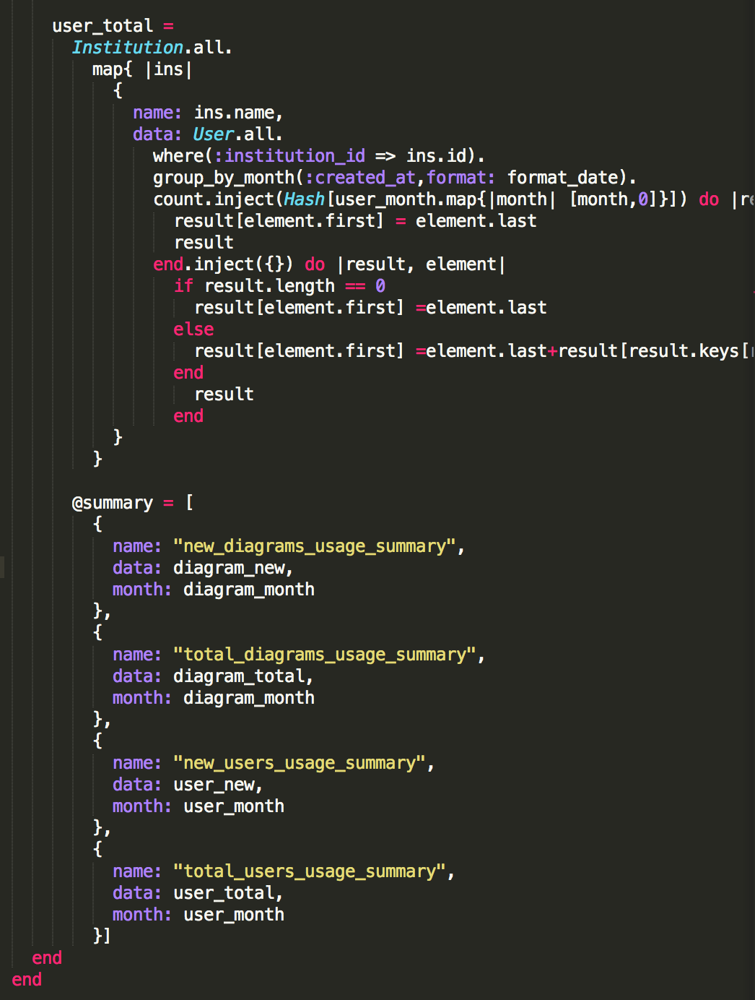 user_total =
Institution.all.
map{ |ins|
{
name: ins.name,
data: User.all.
where(:institution_id => ins.id).
group_by_month(:created_at,format: format_date).
count.inject(Hash[user_month.map{|month| [month,0]}]) do
result[element.first] = element.last
result
end.inject({}) do |result, element|
if result.length == 0
result[element.first] =element.last
else
result[element.first] =element.last+result[result.keys[
end
result
end
}
}
@summary = [
{
name: "new_diagrams_usage_summary",
data: diagram_new,
month: diagram_month
},
{
name: "total_diagrams_usage_summary",
data: diagram_total,
month: diagram_month
},
{
name: "new_users_usage_summary",
data: user_new,
month: user_month
},
{
name: "total_users_usage_summary",
data: user_total,
month: user_month
}]
end
end